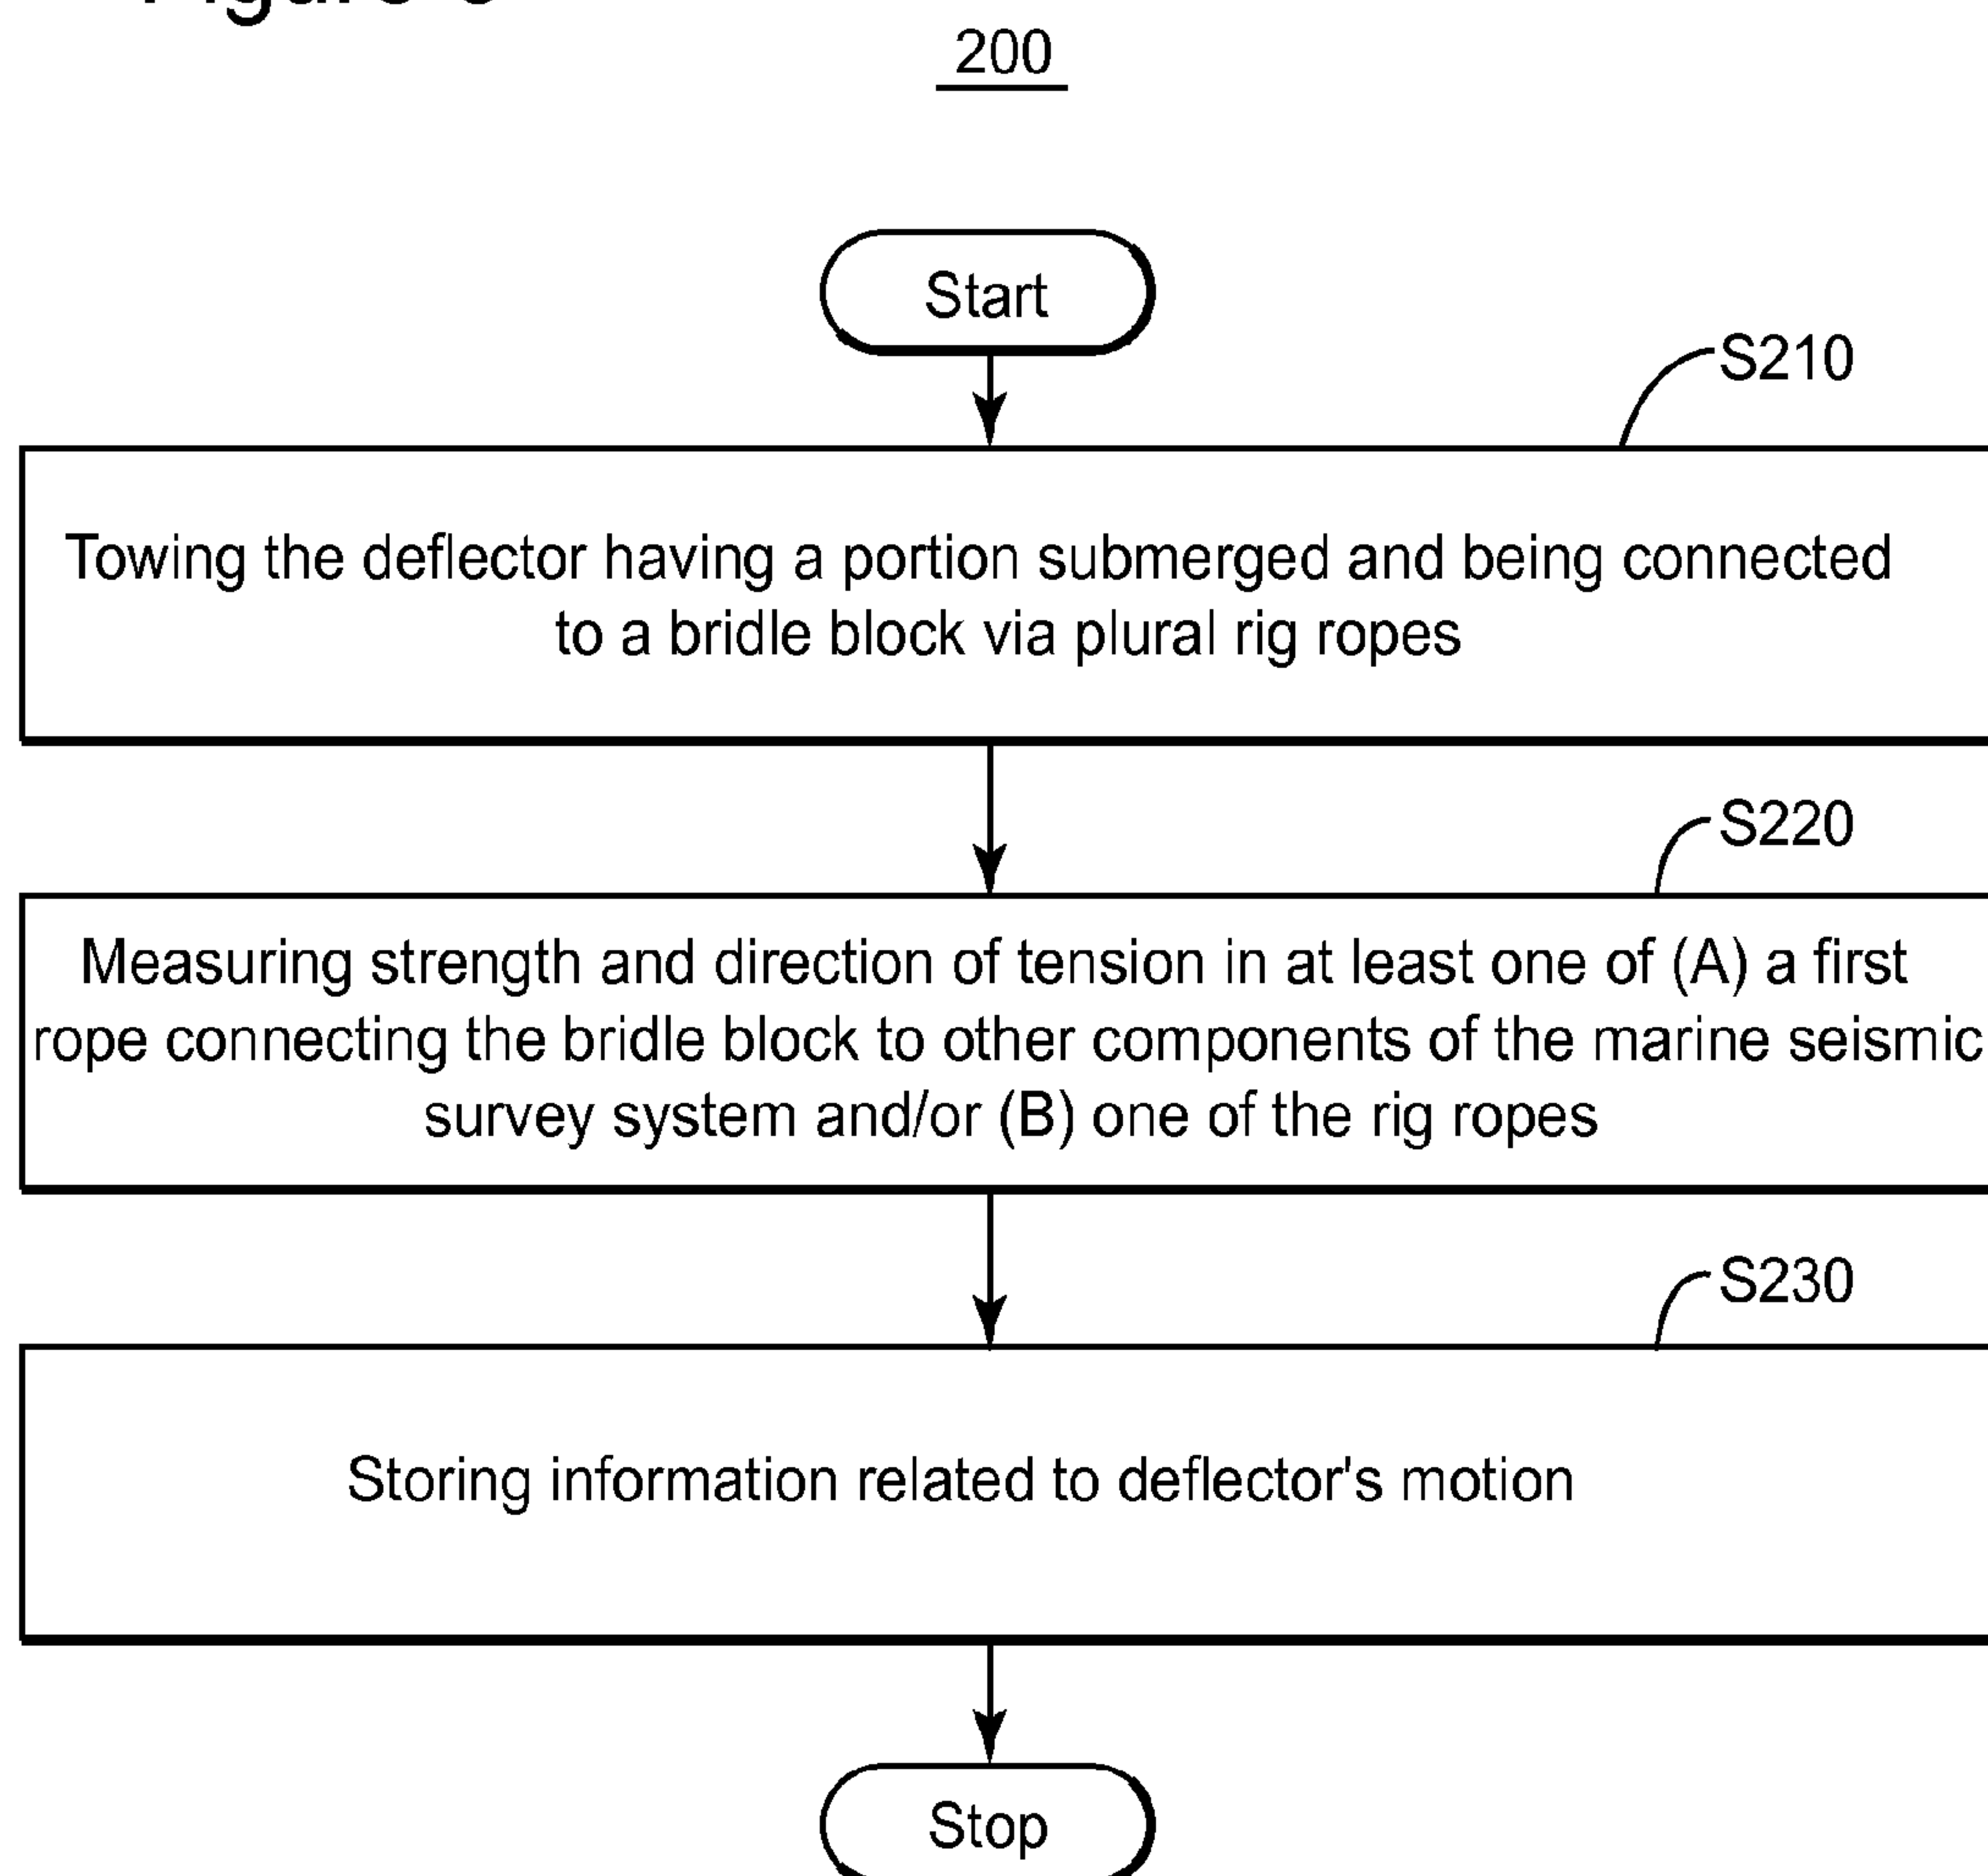 200
Start
S210
Towing the deflector having a portion submerged and being connected
to a bridle block via plural rig ropes
S220
Measuring strength and direction of tension in at least one of (A) a first
rope connecting the bridle block to other components of the marine seismic
survey system and/or (B) one of the rig ropes
S230
Storing information related to deflector's motion
Stop